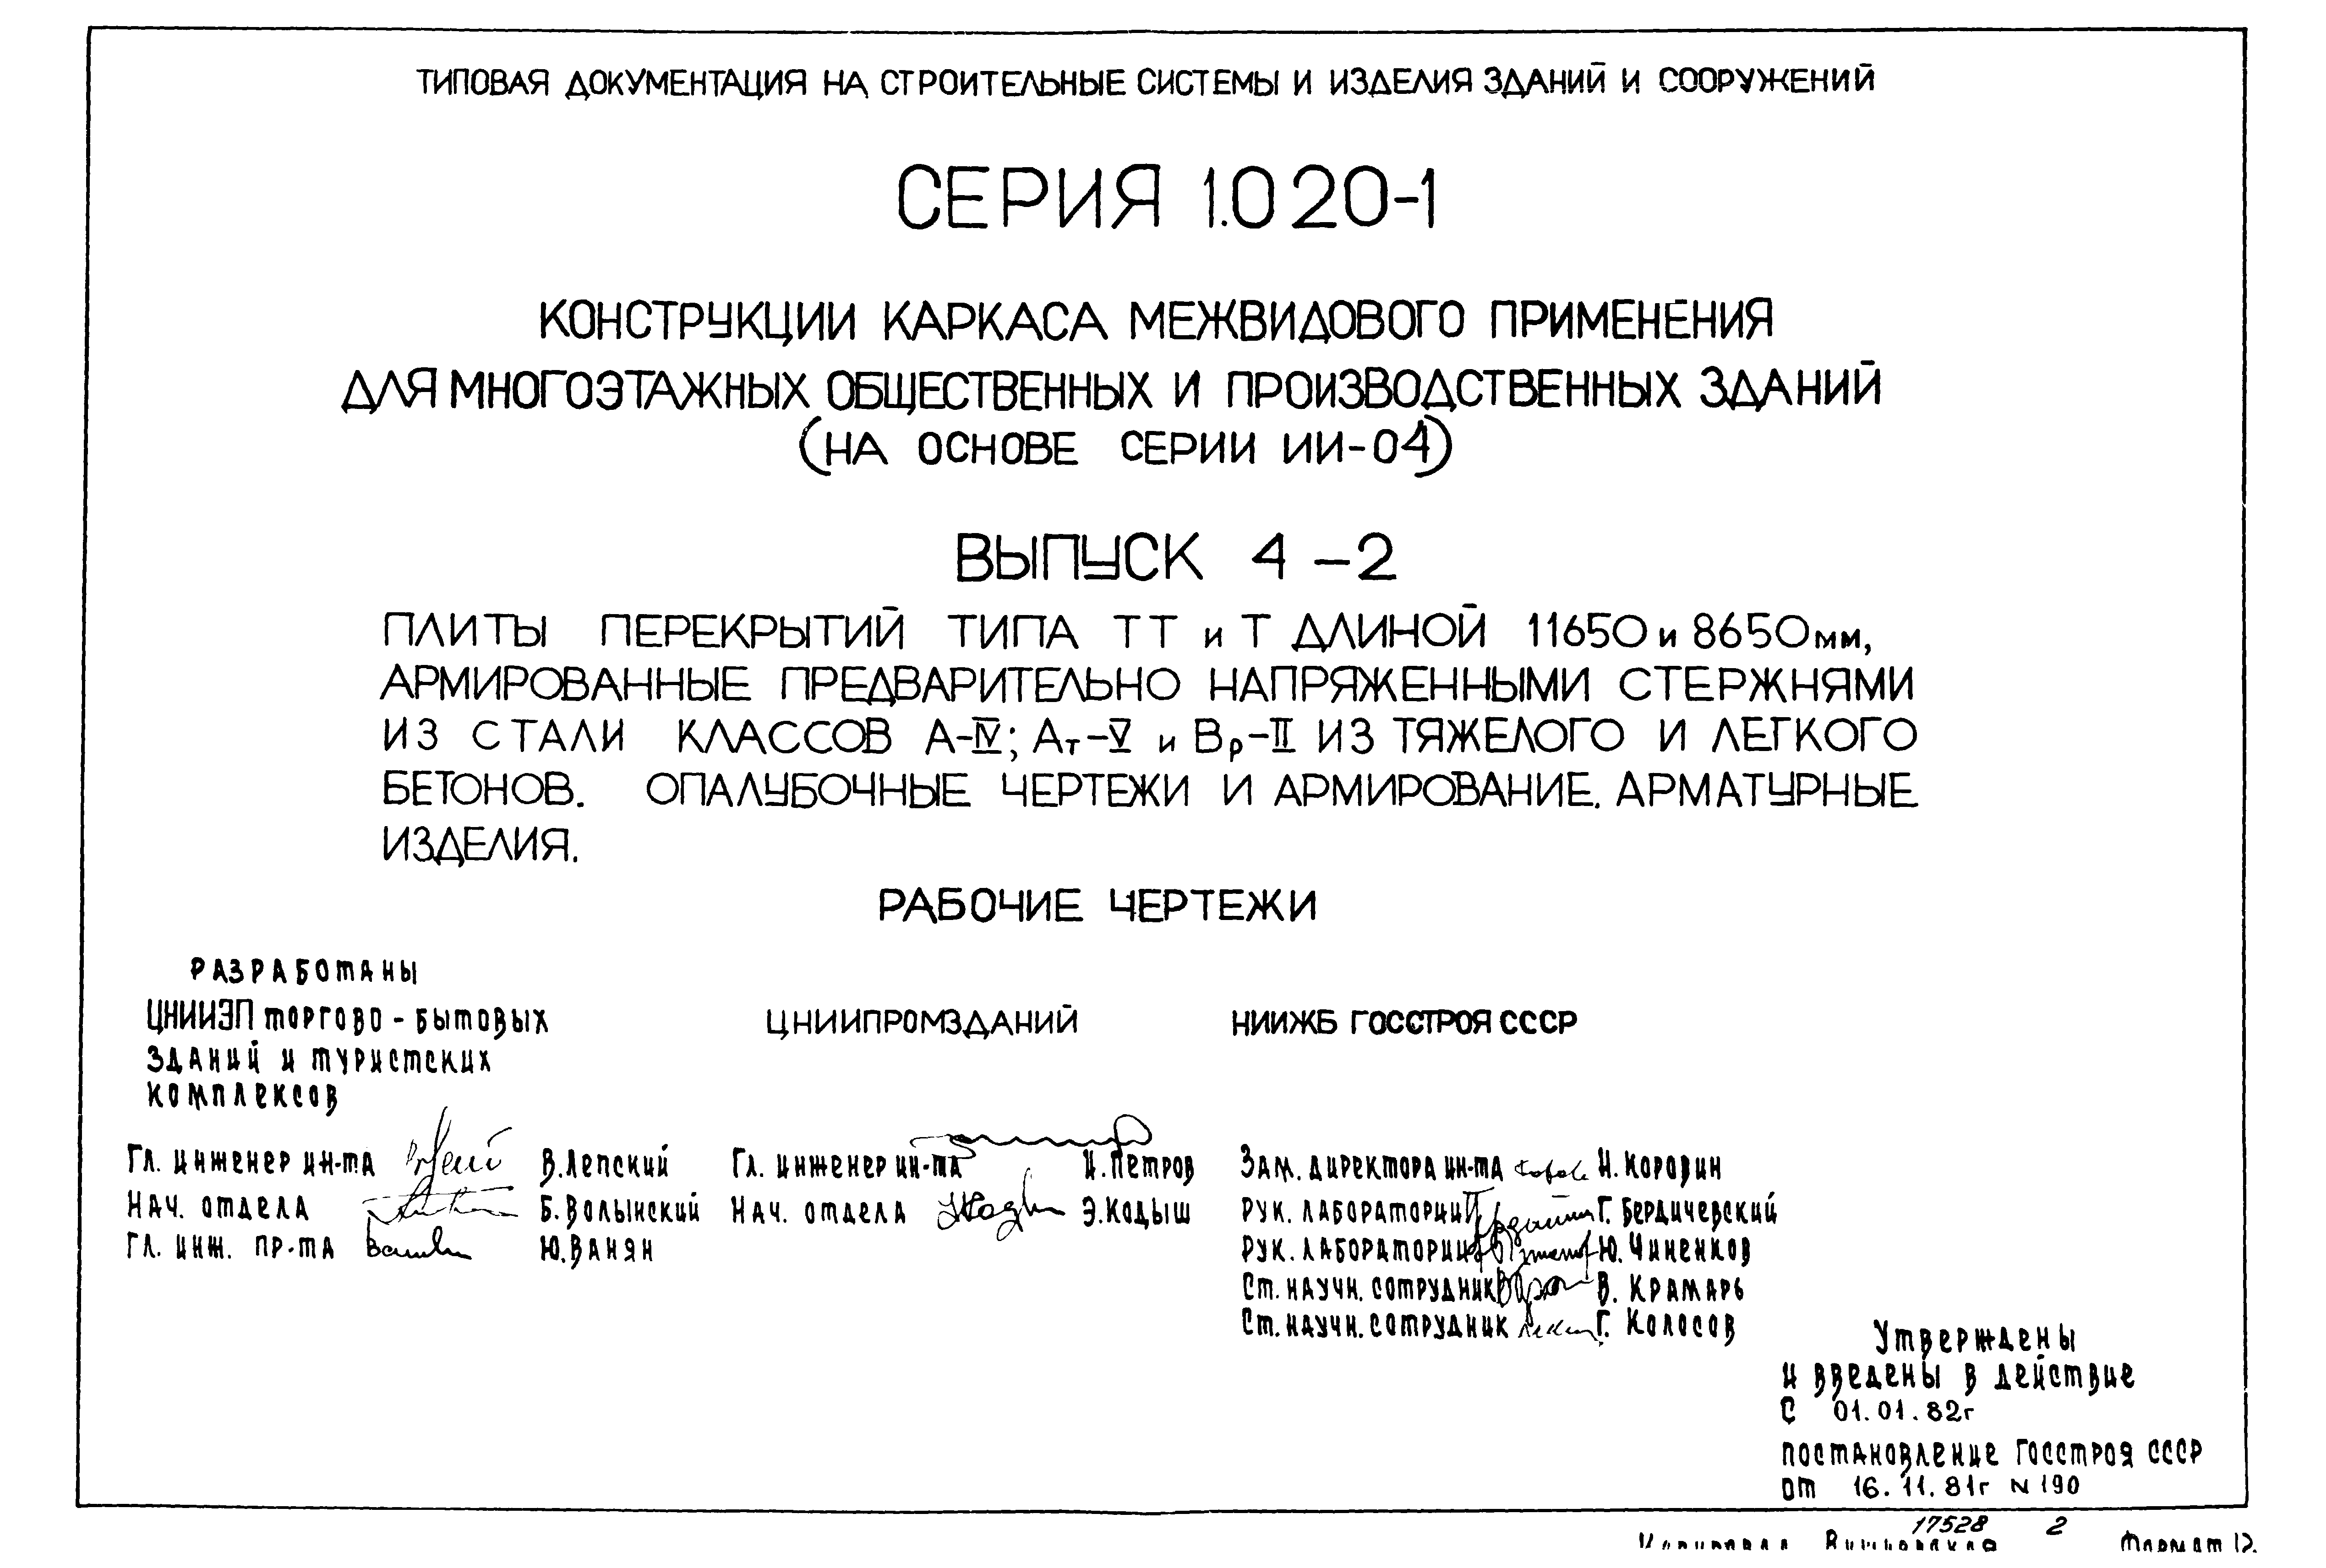 ТИПОВАЯ ДОКУМЕНТАЦИЯ НА СТРОИТЕЛЬНЫЕ СИСТЕМЫ И ИЗДЕЛИЯ ЗДАНИЙ И СООРУЖЕНИЙ
СЕРИЯ 1.020-1
КОНСТРУКЦИИ КАРКАСА МЕЖВИДОВОГО ПРИМЕНЕНИЯ
ДЛЯ МНОГОЭТАЖНЫХ ОБЩЕСТВЕННЫХ И ПРОИЗВОДСТВЕННЫХ ЗДАНИЙ
(НА ОСНОВЕ СЕРИИ ИИ-04)
ВЫПУСК 4-2
ПЛИТЫ ПЕРЕКРЫТИЙ ТИПА ТТ и Т ДЛИНОЙ 11650 и 8650 мм,
АРМИРОВАННЫЕ ПРЕДВАРИТЕЛЬНО НАПРЯЖЕННЫМИ СТЕРЖНЯМИ
ИЗ СТАЛИ КЛАССОВ А-IV; Ат-V и Вр-II ИЗ ТЯЖЕЛОГО И ЛЕГКОГО
БЕТОНОВ. ОПАЛУБОЧНЫЕ ЧЕРТЕЖИ И АРМИРОВАНИЕ. АРМАТУРНЫЕ
ИЗДЕЛИЯ.
РАБОЧИЕ ЧЕРТЕЖИ
РАЗРАБОТАНЫ
ЦНИИЭП ТОРГОВО-БЫТОВЫХ
ЗДАНИЙ И ТУРИСТСКИХ
КОМПЛЕКСОВ
ГЛ. ИНЖЕНЕР ИН-ТА В.ЛЕПСКИЙ
НАЧ. ОТДЕЛА Б.ВОЛЫНСКИЙ
ГЛ. ИНЖ. ПР-ТА Ю.ВАНЯН
ЦНИИПРОМЗДАНИЙ
ГЛ. ИНЖЕНЕР ИН-ТА И.ПЕТРОВ
НАЧ. ОТДЕЛА Э.КОДЫШ
НИИЖБ ГОССТРОЯ СССР
ЗАМ. ДИРЕКТОРА ИН-ТА Н. КОРОВИН
РУК. ЛАБОРАТОРИИ Г. БЕРДИЧЕВСКИЙ
РУК. ЛАБОРАТОРИИ Ю. ЧИНЕНКОВ
СТ. НАУЧН. СОТРУДНИК В. КРАМАРЬ
СТ. НАУЧН. СОТРУДНИК Г. КОЛОСОВ
УТВЕРЖДЕНЫ
И ВВЕДЕНЫ В ДЕЙСТВИЕ
С 01.01.82г
ПОСТАНОВЛЕНИЕ ГОССТРОЯ СССР
ОТ 16.11.81г N 190
17528 2
Формат 12.